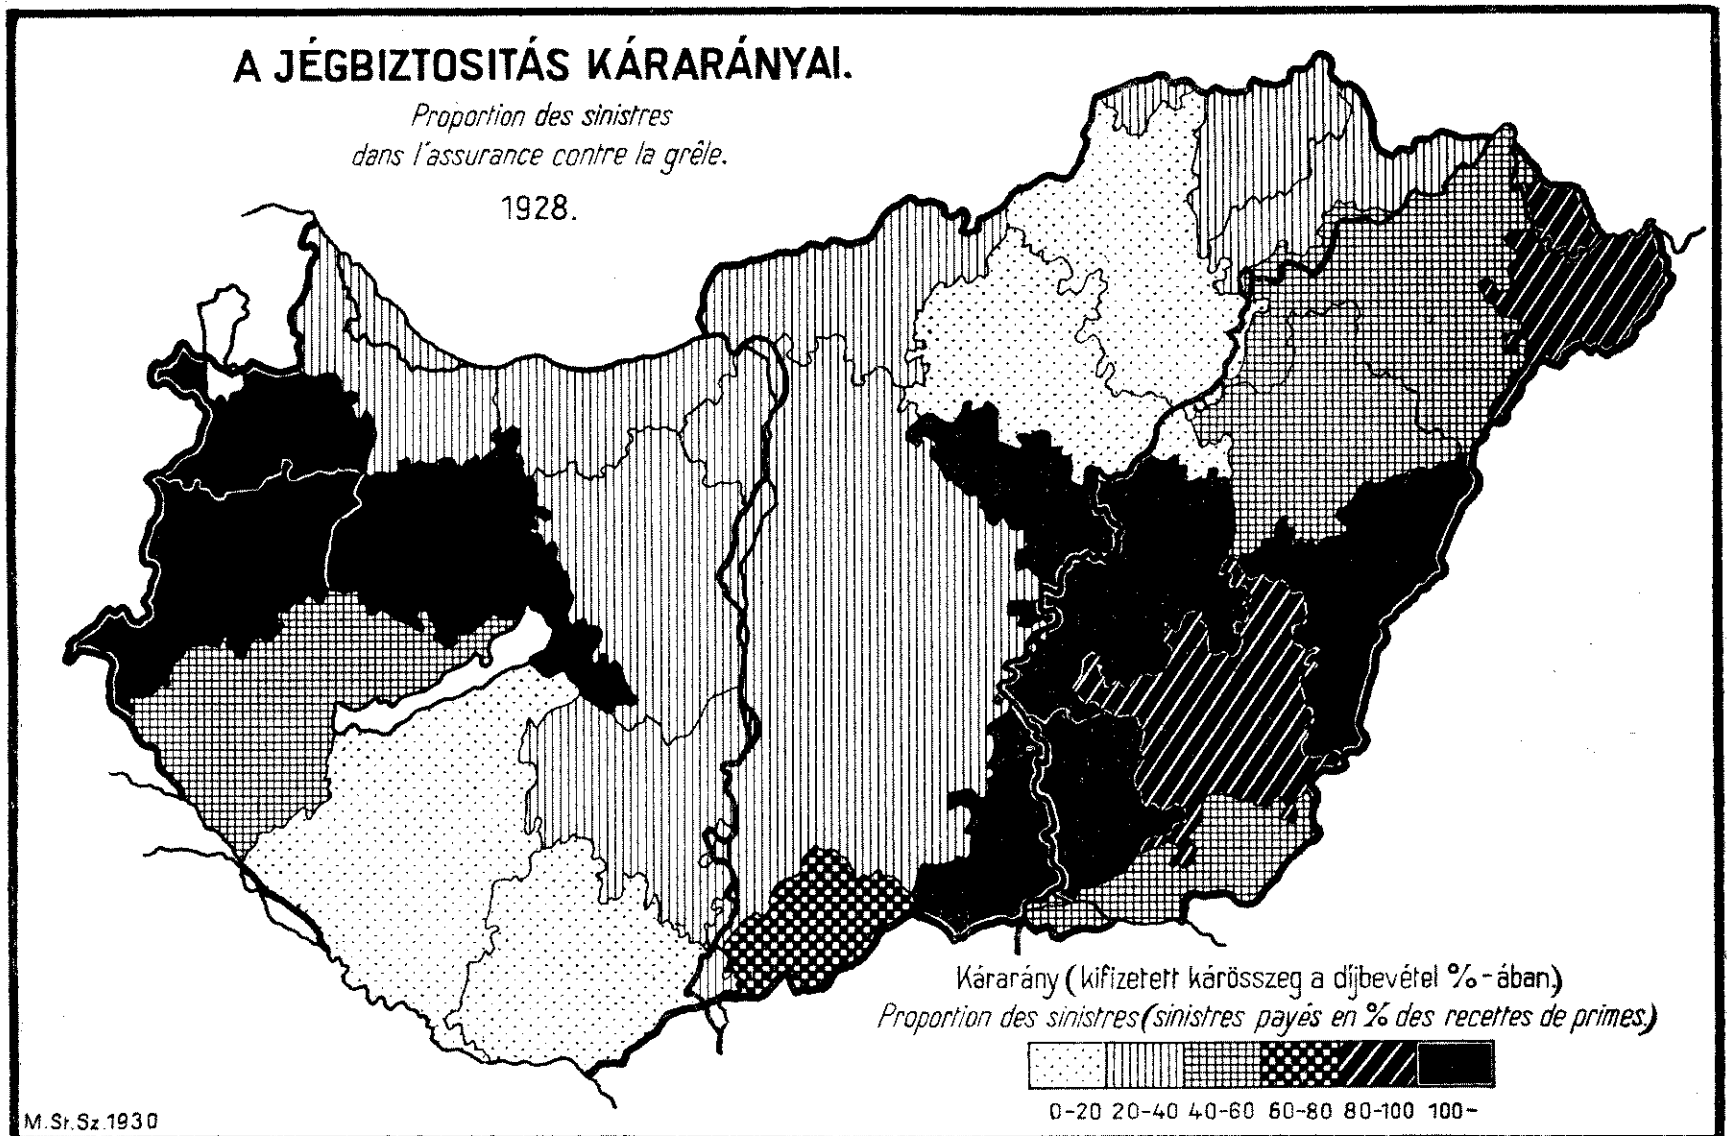 A JÉGBIZTOSITÁS KÁRARÁNYAI.
Proportion des sinistres
dans l'assurance contre la grêle.
1928.
Kárarány (kifizetett kárösszeg a díjbevétel %-ában.)
Proportion des sinistres (sinistres payés en % des recettes de primes.)
0-20 20-40 40-60 60-80 80-100 100-
M.St.Sz.1930